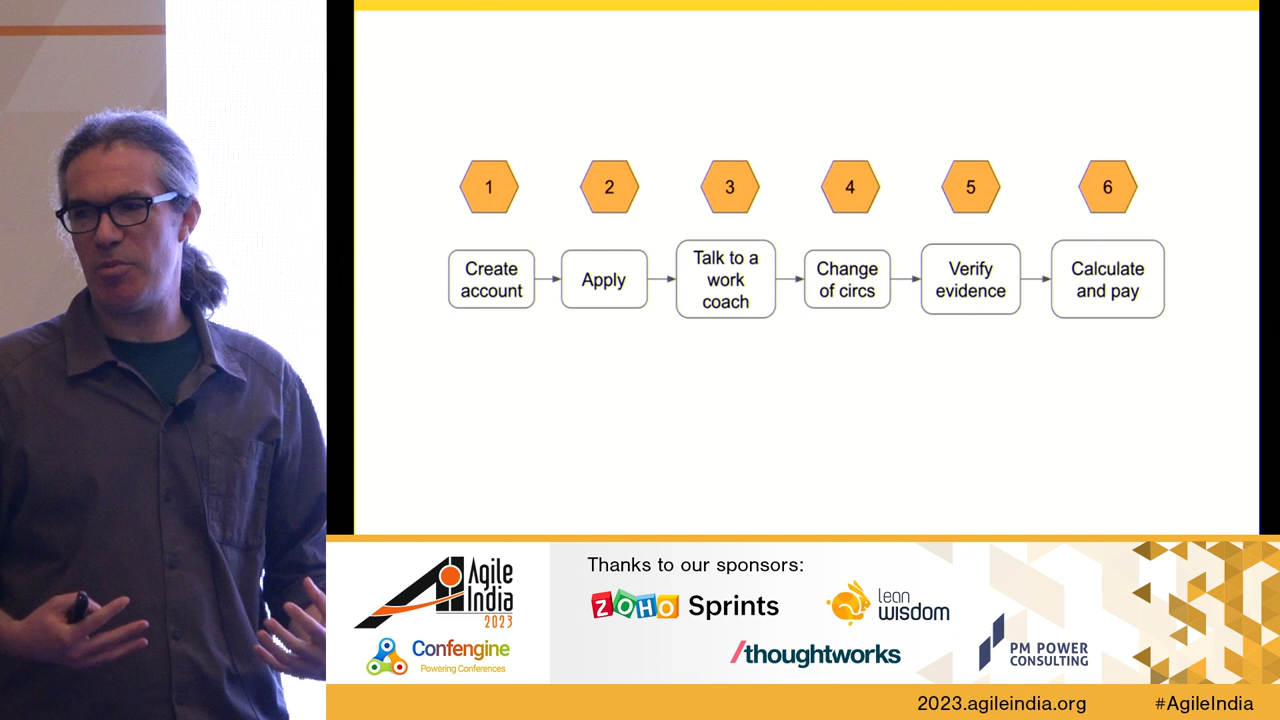 1
2
3
4
5
6
Create
account
Apply
Talk to a
work
coach
Change
of circs
Verify
evidence
Calculate
and pay
Agile
India
2023
Confengine
Powering Conferences
Thanks to our sponsors:
ZOHO Sprints
lean
wisdom
/thoughtworks
PM POWER
CONSULTING
2023.agileindia.org
#AgileIndia